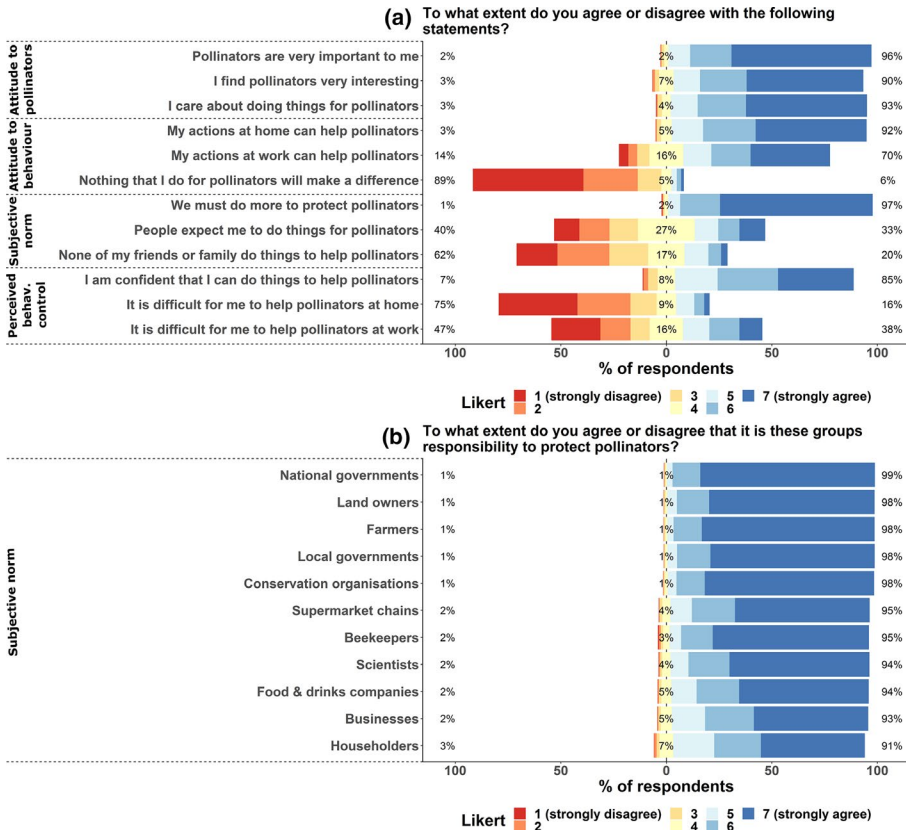 (a) To what extent do you agree or disagree with the following
statements?
Attitude to
pollinators
Pollinators are very important to me 2% 2% 96%
I find pollinators very interesting 3% 7% 90%
I care about doing things for pollinators 3% 4% 93%
Attitude to
behaviour
My actions at home can help pollinators 3% 5% 92%
My actions at work can help pollinators 14% 16% 70%
Nothing that I do for pollinators will make a difference 89% 5% 6%
Subjective
norm
We must do more to protect pollinators 1% 2% 97%
People expect me to do things for pollinators 40% 27% 33%
None of my friends or family do things to help pollinators 62% 17% 20%
Perceived
behav.
control
I am confident that I can do things to help pollinators 7% 8% 85%
It is difficult for me to help pollinators at home 75% 9% 16%
It is difficult for me to help pollinators at work 47% 16% 38%
100 50 0 50 100
% of respondents
Likert 1 (strongly disagree) 3 5 7 (strongly agree)
2 4 6
(b) To what extent do you agree or disagree that it is these groups
responsibility to protect pollinators?
Subjective norm
National governments 1% 1% 99%
Land owners 1% 1% 98%
Farmers 1% 1% 98%
Local governments 1% 1% 98%
Conservation organisations 1% 1% 98%
Supermarket chains 2% 4% 95%
Beekeepers 2% 3% 95%
Scientists 2% 4% 94%
Food & drinks companies 2% 5% 94%
Businesses 2% 5% 93%
Householders 3% 7% 91%
100 50 0 50 100
% of respondents
Likert 1 (strongly disagree) 3 5 7 (strongly agree)
2 4 6